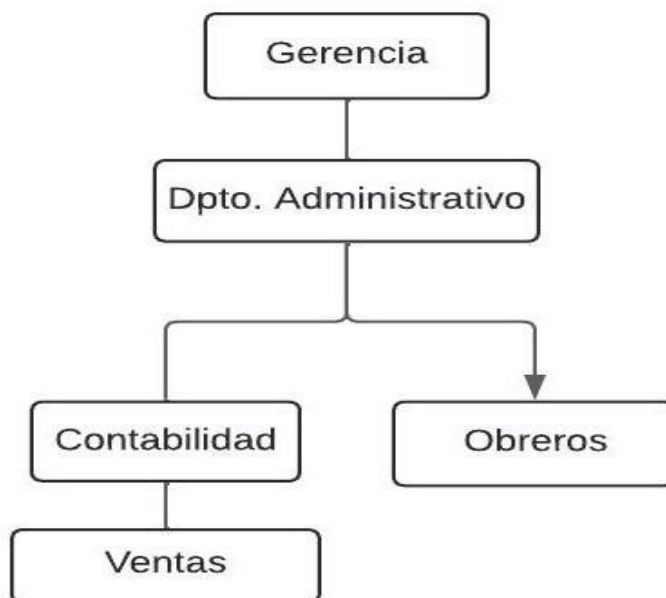 Gerencia
Dpto. Administrativo
Contabilidad
Obreros
Ventas